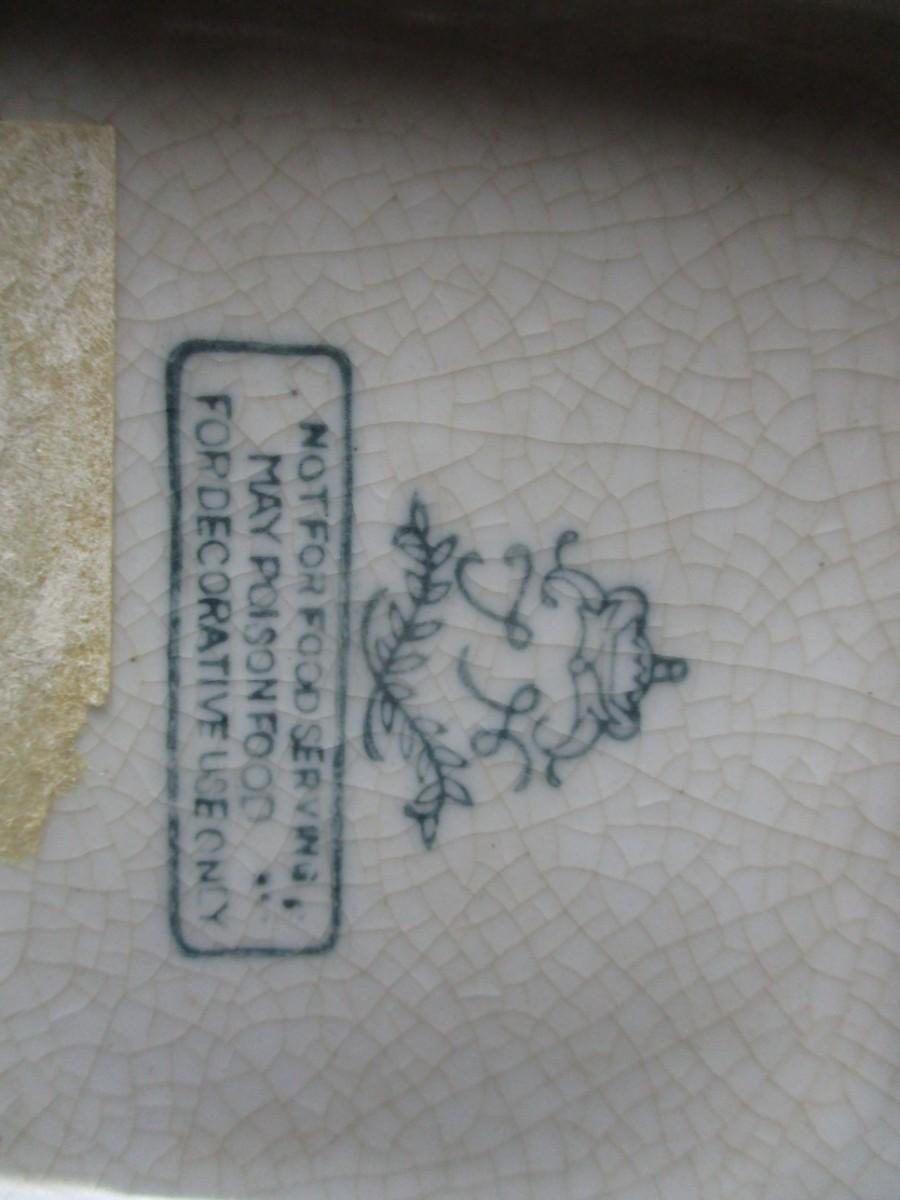 NOT FOR FOOD SERVING
MAY POISON FOOD
FOR DECORATIVE USE ONLY